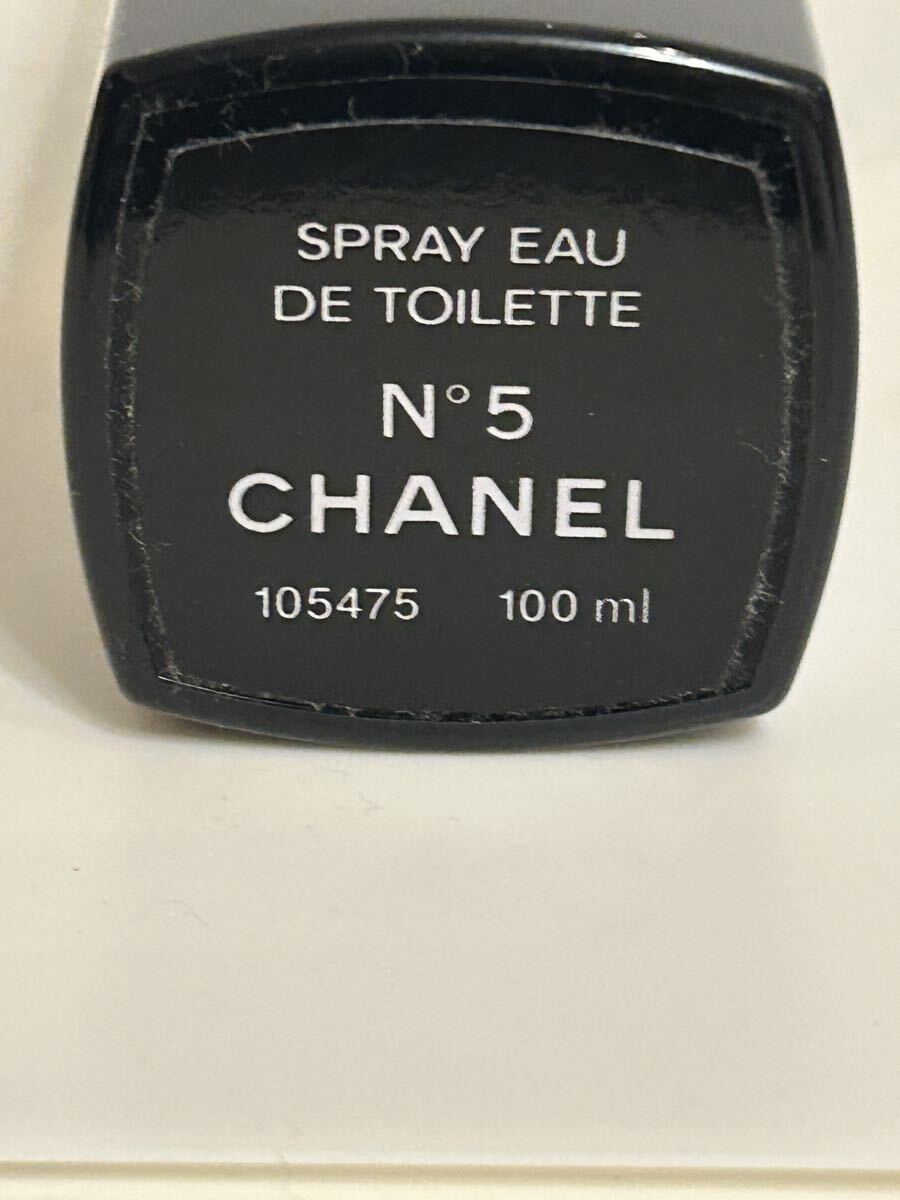 SPRAY EAU
DE TOILETTE
N° 5
CHANEL
105475 100 ml